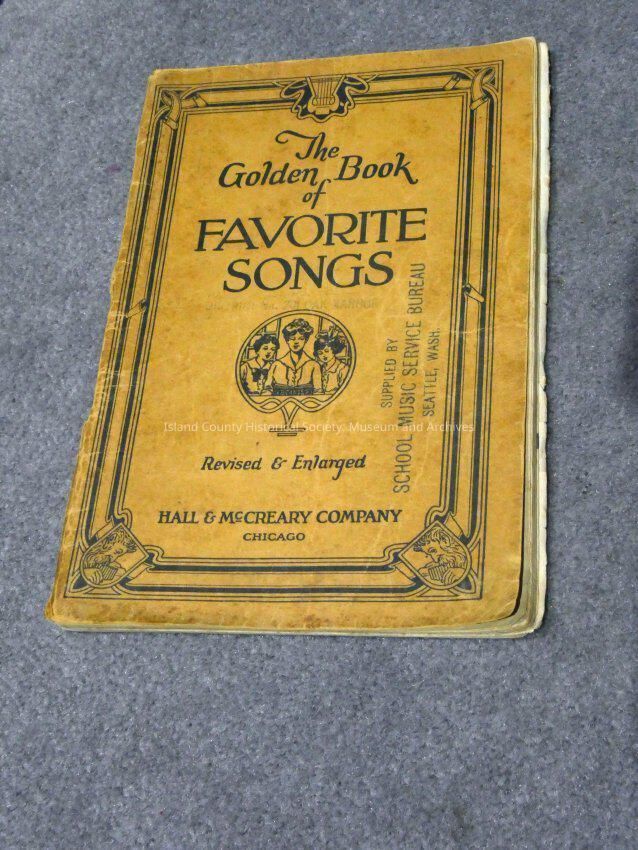 The
Golden Book
of
FAVORITE
SONGS
SUPPLIED BY
SCHOOL MUSIC SERVICE BUREAU
SEATTLE, WASH.
Island County Historical Society: Museum and Archives
Revised & Enlarged
HALL & McCREARY COMPANY
CHICAGO